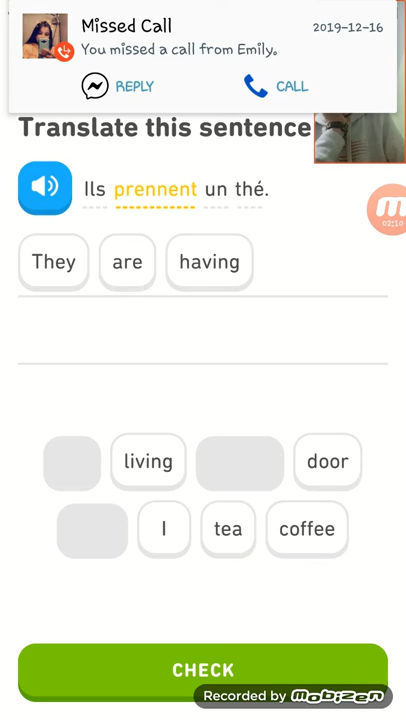 Missed Call
2019-12-16
You missed a call from Emily.
REPLY
CALL
Translate this sentence
Ils prennent un thé.
02:10
They are having
living door
I tea coffee
CHECK
Recorded by mobizen